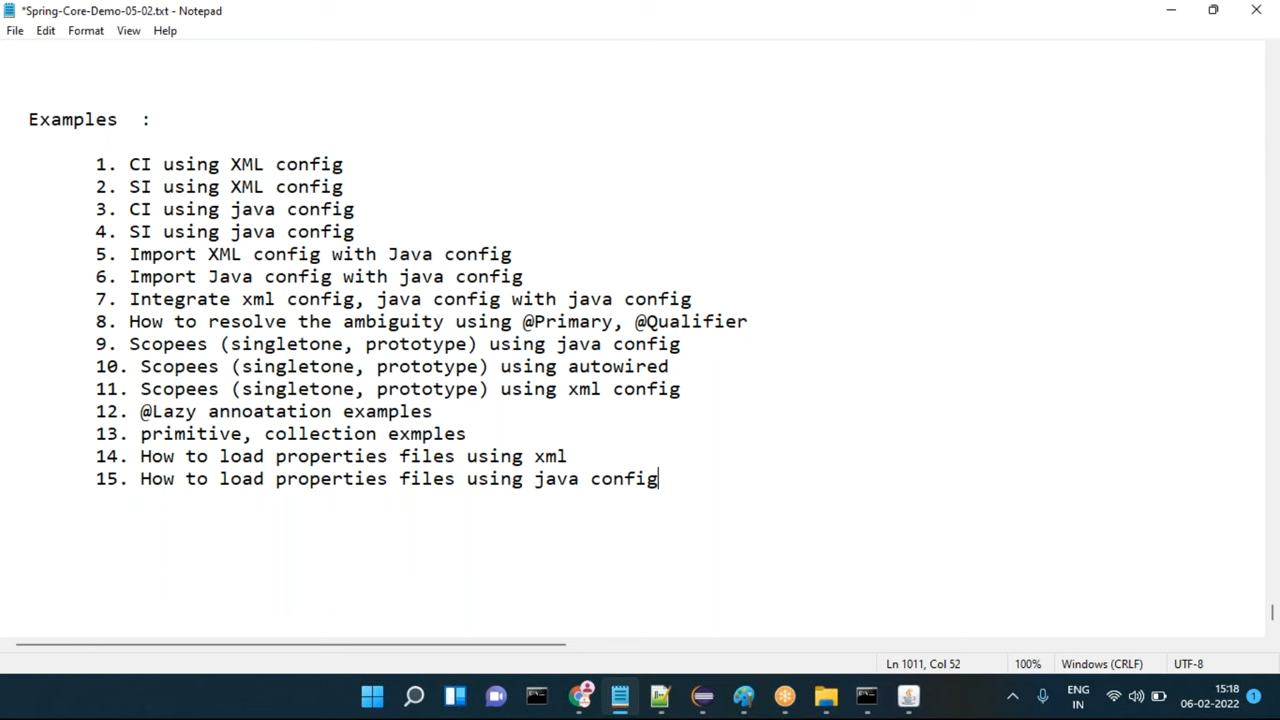 *Spring-Core-Demo-05-02.txt - Notepad
File Edit Format View Help
Examples :
1. CI using XML config
2. SI using XML config
3. CI using java config
4. SI using java config
5. Import XML config with Java config
6. Import Java config with java config
7. Integrate xml config, java config with java config
8. How to resolve the ambiguity using @Primary, @Qualifier
9. Scopees (singletone, prototype) using java config
10. Scopees (singletone, prototype) using autowired
11. Scopees (singletone, prototype) using xml config
12. @Lazy annoatation examples
13. primitive, collection exmples
14. How to load properties files using xml
15. How to load properties files using java config
Ln 1011, Col 52 100% Windows (CRLF) UTF-8
ENG 15:18
IN 06-02-2022 1